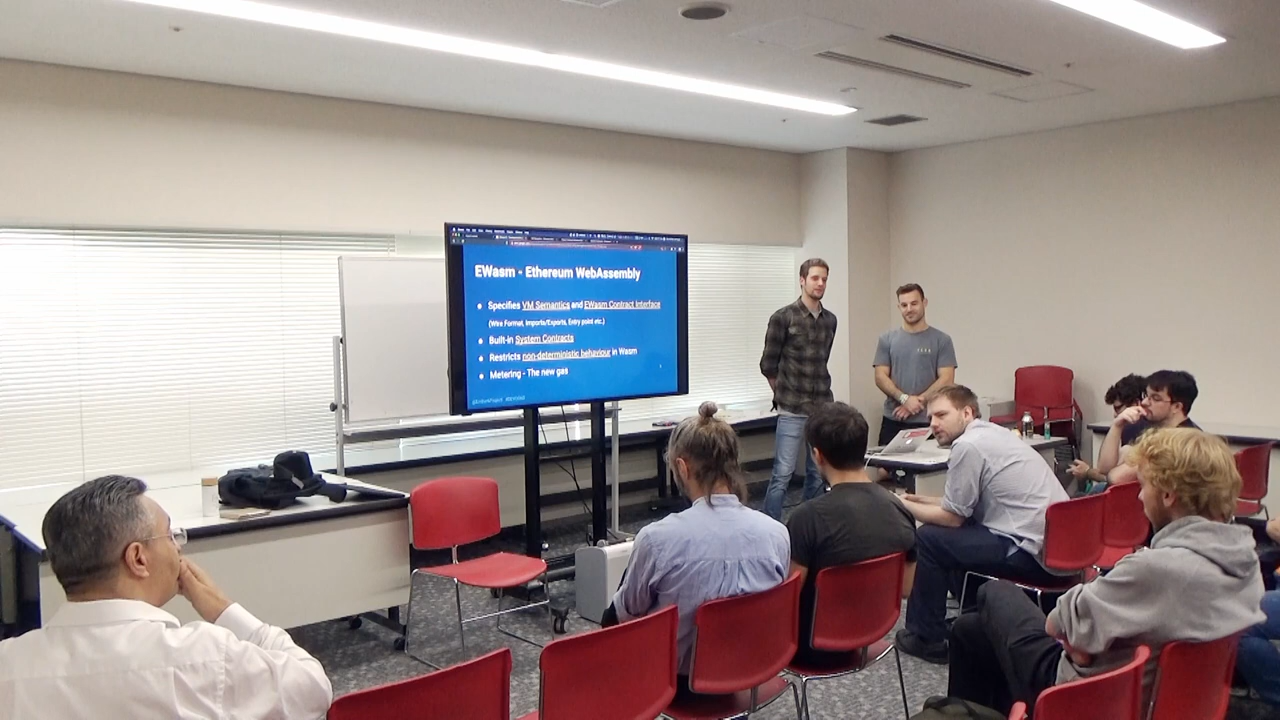 EWasm - Ethereum WebAssembly
● Specifies VM Semantics and EWasm Contract Interface
(Wire Format, Imports/Exports, Entry point etc.)
● Built-in System Contracts
● Restricts non-deterministic behaviour in Wasm
● Metering - The new gas